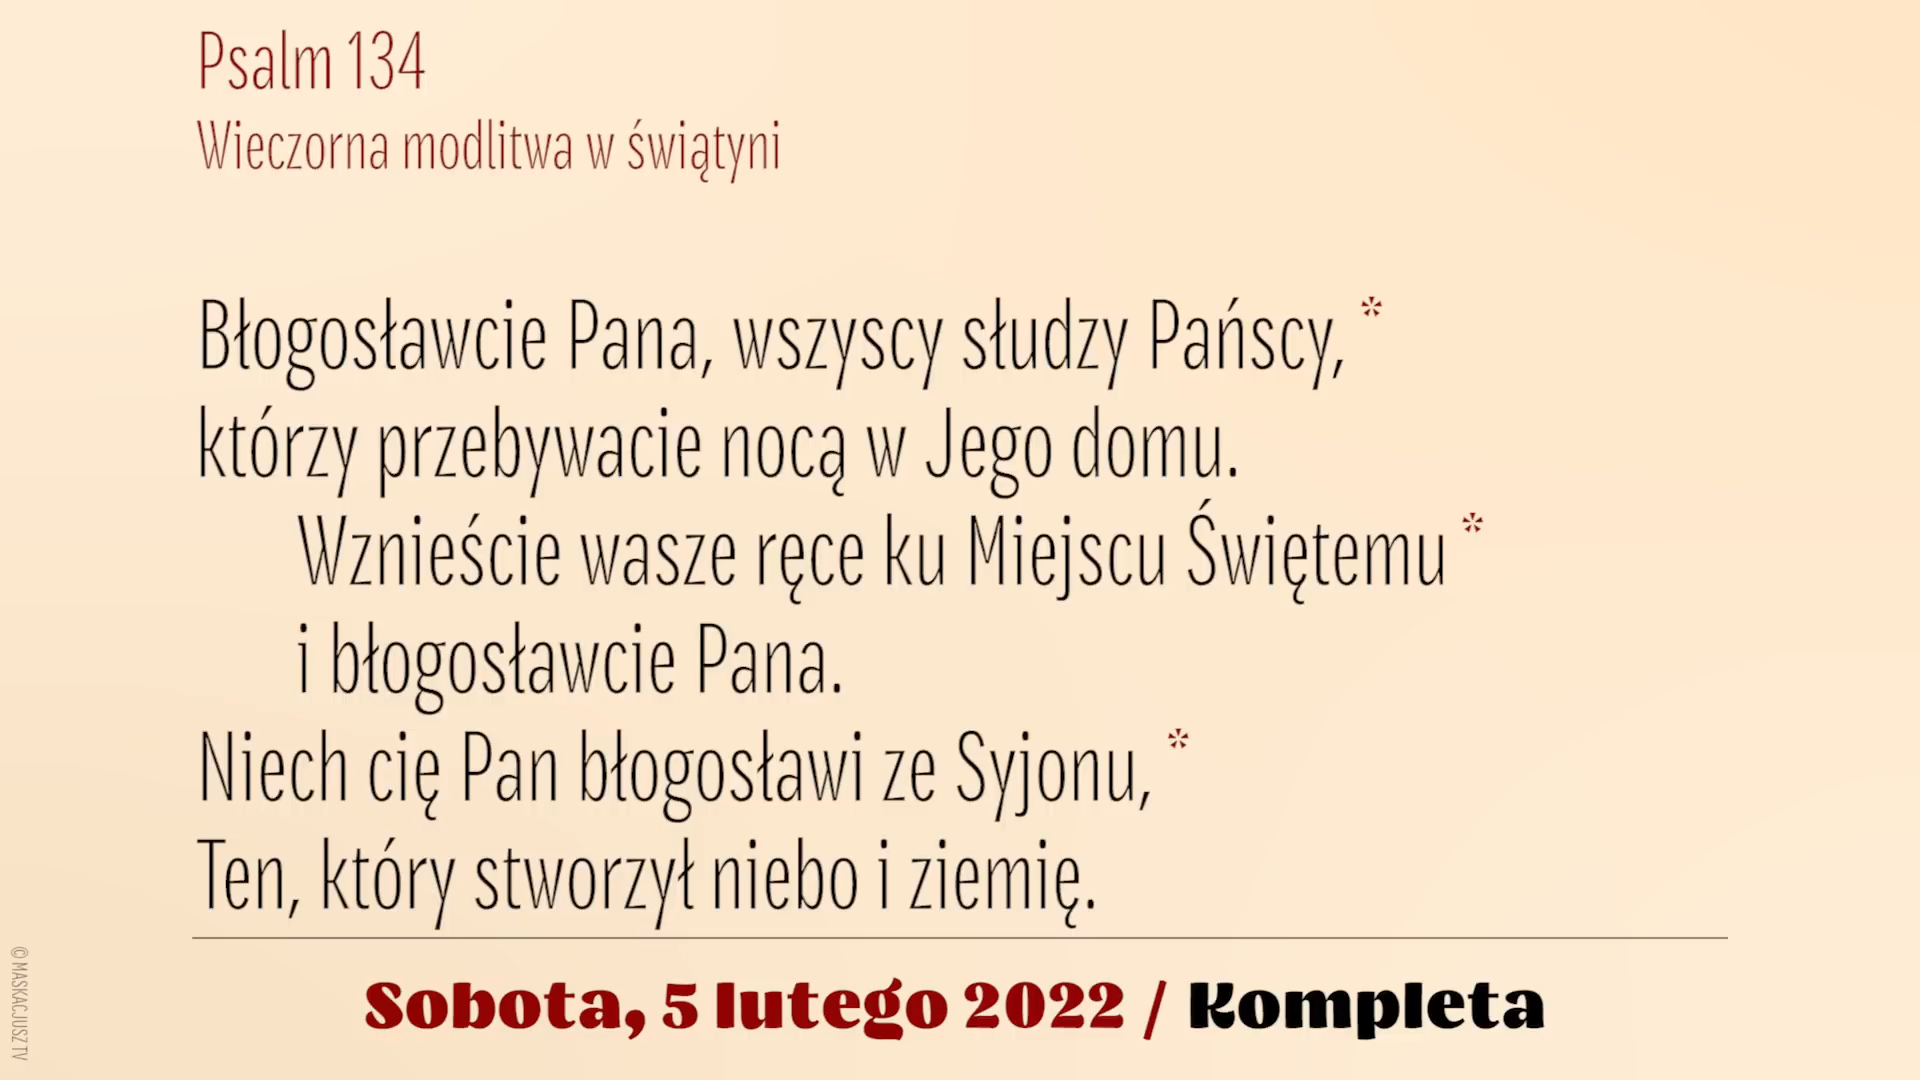 Psalm 134
Wieczorna modlitwa w świątyni
Błogosławcie Pana, wszyscy słudzy Pańscy, *
którzy przebywacie nocą w Jego domu.
Wznieście wasze ręce ku Miejscu Świętemu *
i błogosławcie Pana.
Niech cię Pan błogosławi ze Syjonu, *
Ten, który stworzył niebo i ziemię.
Sobota, 5 lutego 2022 / Kompleta
© MASKACJUSZ TV